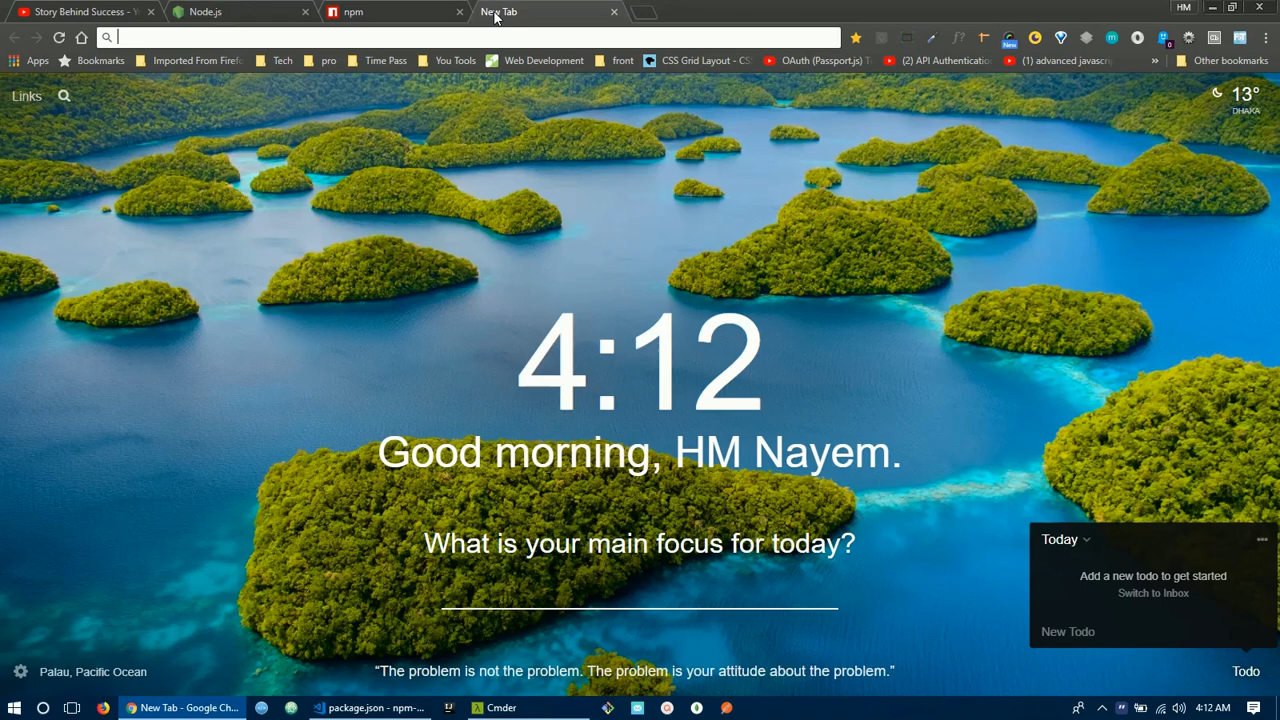 Story Behind Success - Y
Node.js
npm
New Tab
HM
Apps
Bookmarks
Imported From Firef
Tech
pro
Time Pass
You Tools
Web Development
front
CSS Grid Layout - CS
OAuth (Passport.js) T
(2) API Authenticatio
(1) advanced javascri
»
Other bookmarks
New
0
Links
13°
DHAKA
4:12
Good morning, HM Nayem.
What is your main focus for today?
Today
Add a new todo to get started
Switch to Inbox
New Todo
Palau, Pacific Ocean
“The problem is not the problem. The problem is your attitude about the problem.”
Todo
New Tab - Google Ch...
package.json - npm-...
Cmder
4:12 AM